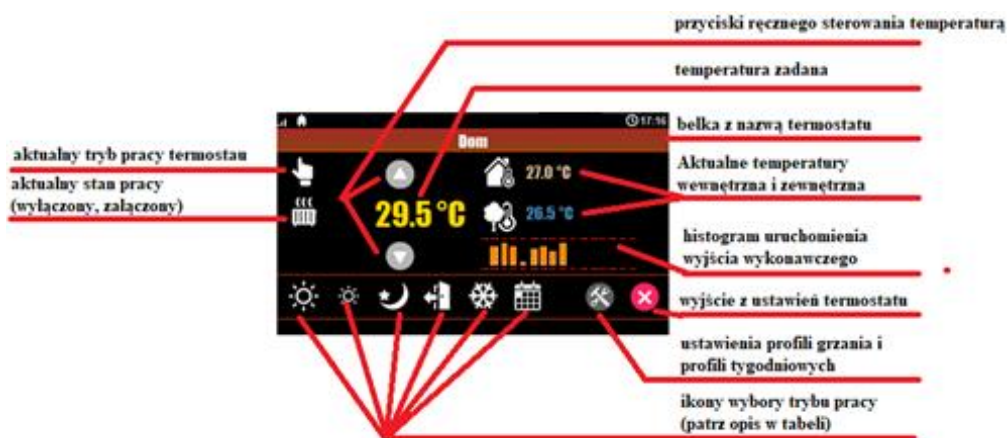 przyciski ręcznego sterowania temperaturą
temperatura zadana
17:16
Dom
belka z nazwą termostatu
aktualny tryb pracy termostau
aktualny stan pracy
(wyłączony, załączony)
27.0 °C
29.5 °C
26.5 °C
Aktualne temperatury
wewnętrzna i zewnętrzna
histogram uruchomienia
wyjścia wykonawczego
wyjście z ustawień termostatu
ustawienia profili grzania i
profili tygodniowych
ikony wybory trybu pracy
(patrz opis w tabeli)